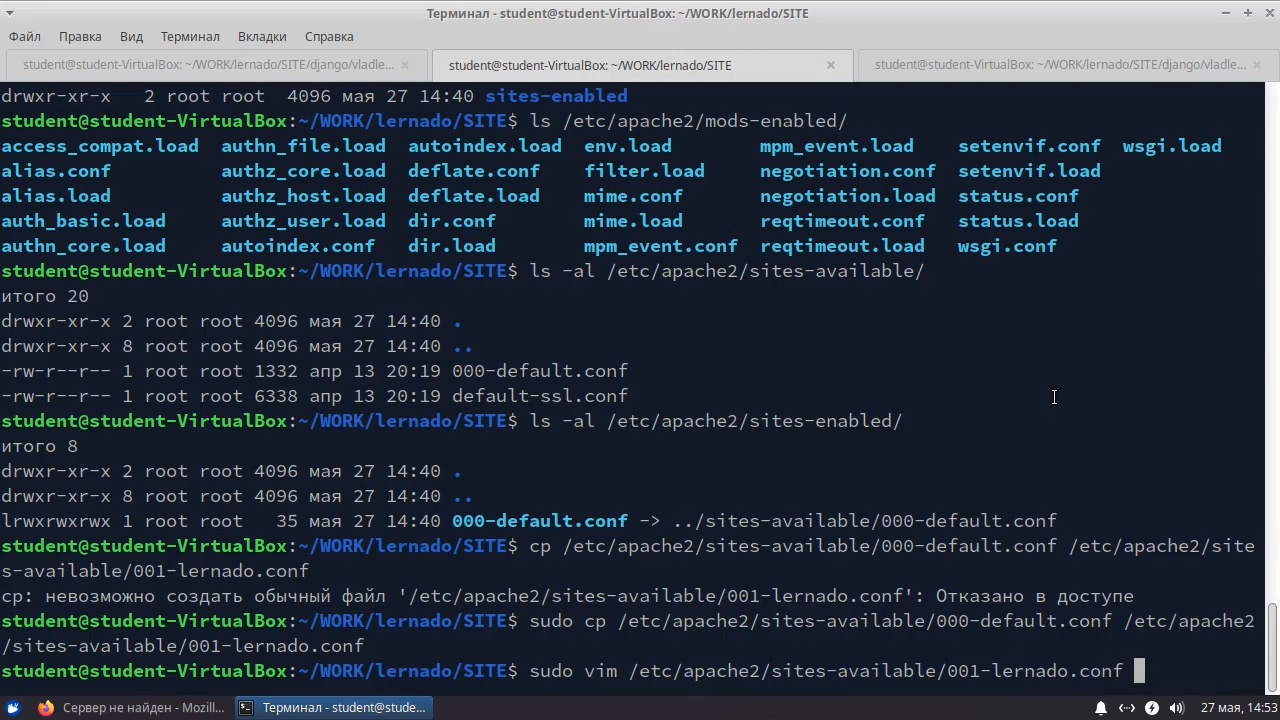 Терминал - student@student-VirtualBox: ~/WORK/lernado/SITE
Файл Правка Вид Терминал Вкладки Справка
student@student-VirtualBox: ~/WORK/lernado/SITE/django/vladle... student@student-VirtualBox: ~/WORK/lernado/SITE student@student-VirtualBox: ~/WORK/lernado/SITE/django/vladle...
drwxr-xr-x   2 root root  4096 мая 27 14:40 sites-enabled
student@student-VirtualBox:~/WORK/lernado/SITE$ ls /etc/apache2/mods-enabled/
access_compat.load  authn_file.load  autoindex.load  env.load        mpm_event.load    setenvif.conf  wsgi.load
alias.conf          authz_core.load  deflate.conf    filter.load     negotiation.conf  setenvif.load
alias.load          authz_host.load  deflate.load    mime.conf       negotiation.load  status.conf
auth_basic.load     authz_user.load  dir.conf        mime.load       reqtimeout.conf   status.load
authn_core.load     autoindex.conf   dir.load        mpm_event.conf  reqtimeout.load   wsgi.conf
student@student-VirtualBox:~/WORK/lernado/SITE$ ls -al /etc/apache2/sites-available/
итого 20
drwxr-xr-x 2 root root 4096 мая 27 14:40 .
drwxr-xr-x 8 root root 4096 мая 27 14:40 ..
-rw-r--r-- 1 root root 1332 апр 13 20:19 000-default.conf
-rw-r--r-- 1 root root 6338 апр 13 20:19 default-ssl.conf
student@student-VirtualBox:~/WORK/lernado/SITE$ ls -al /etc/apache2/sites-enabled/
итого 8
drwxr-xr-x 2 root root 4096 мая 27 14:40 .
drwxr-xr-x 8 root root 4096 мая 27 14:40 ..
lrwxrwxrwx 1 root root   35 мая 27 14:40 000-default.conf -> ../sites-available/000-default.conf
student@student-VirtualBox:~/WORK/lernado/SITE$ cp /etc/apache2/sites-available/000-default.conf /etc/apache2/site
s-available/001-lernado.conf
cp: невозможно создать обычный файл '/etc/apache2/sites-available/001-lernado.conf': Отказано в доступе
student@student-VirtualBox:~/WORK/lernado/SITE$ sudo cp /etc/apache2/sites-available/000-default.conf /etc/apache2
/sites-available/001-lernado.conf
student@student-VirtualBox:~/WORK/lernado/SITE$ sudo vim /etc/apache2/sites-available/001-lernado.conf
Сервер не найден - Mozill... Терминал - student@stude... 27 мая, 14:53